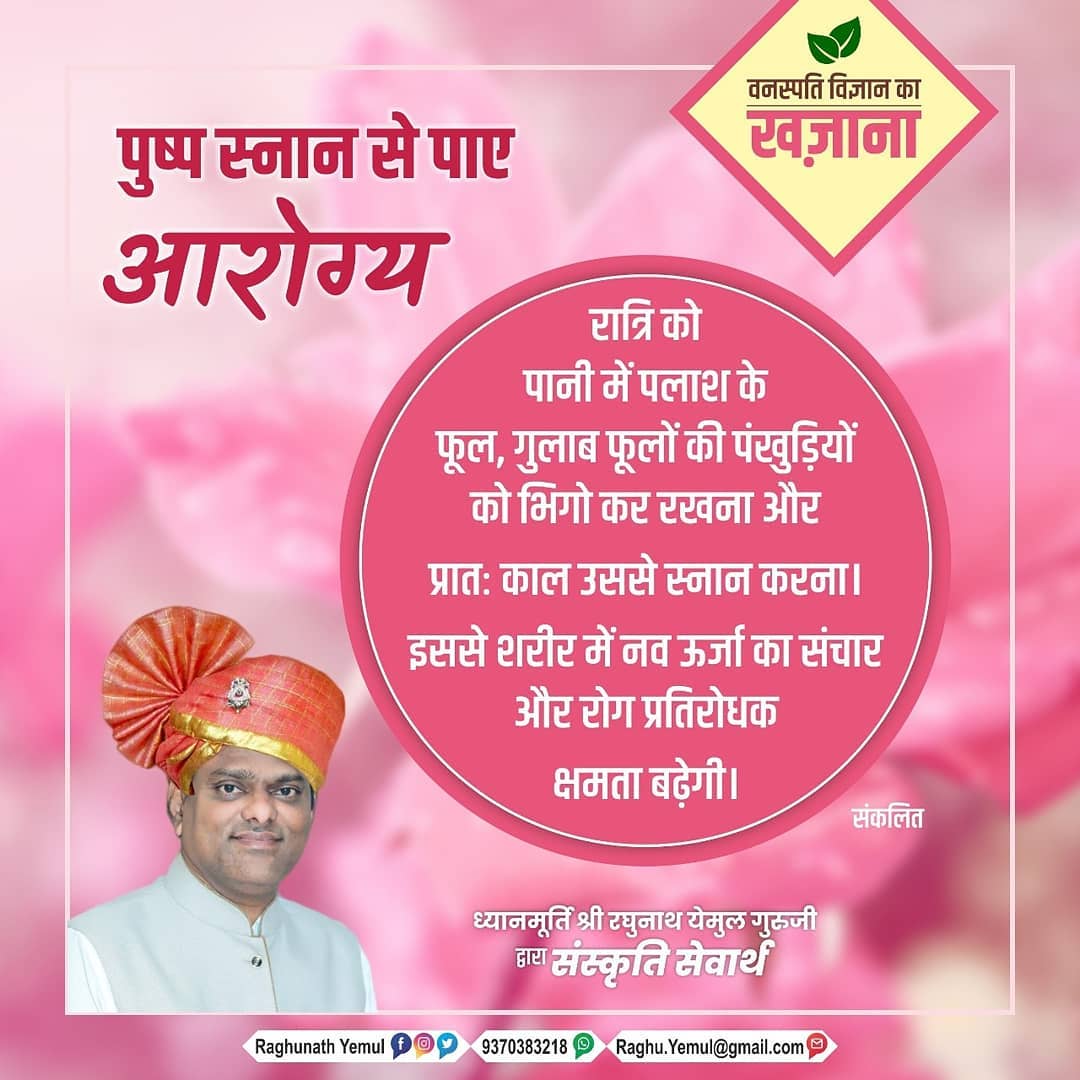 वनस्पति विज्ञान का
खज़ाना
पुष्प स्नान से पाए
आरोग्य
रात्रि को
पानी में पलाश के
फूल, गुलाब फूलों की पंखुड़ियों
को भिगो कर रखना और
प्रातः काल उससे स्नान करना।
इससे शरीर में नव ऊर्जा का संचार
और रोग प्रतिरोधक
क्षमता बढ़ेगी।
संकलित
ध्यानमूर्ति श्री रघुनाथ येमुल गुरुजी
द्वारा संस्कृति सेवार्थ
Raghunath Yemul 9370383218 Raghu.Yemul@gmail.com